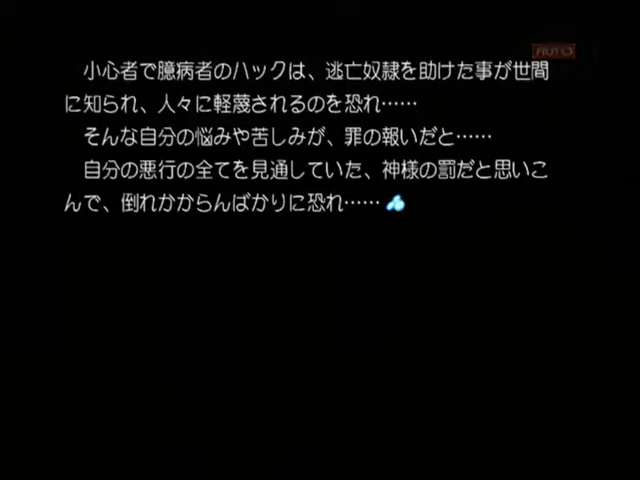 AUTO
小心者で臆病者のハックは、逃亡奴隷を助けた事が世間
に知られ、人々に軽蔑されるのを恐れ……
そんな自分の悩みや苦しみが、罪の報いだと……
自分の悪行の全てを見通していた、神様の罰だと思いこ
んで、倒れかからんばかりに恐れ……